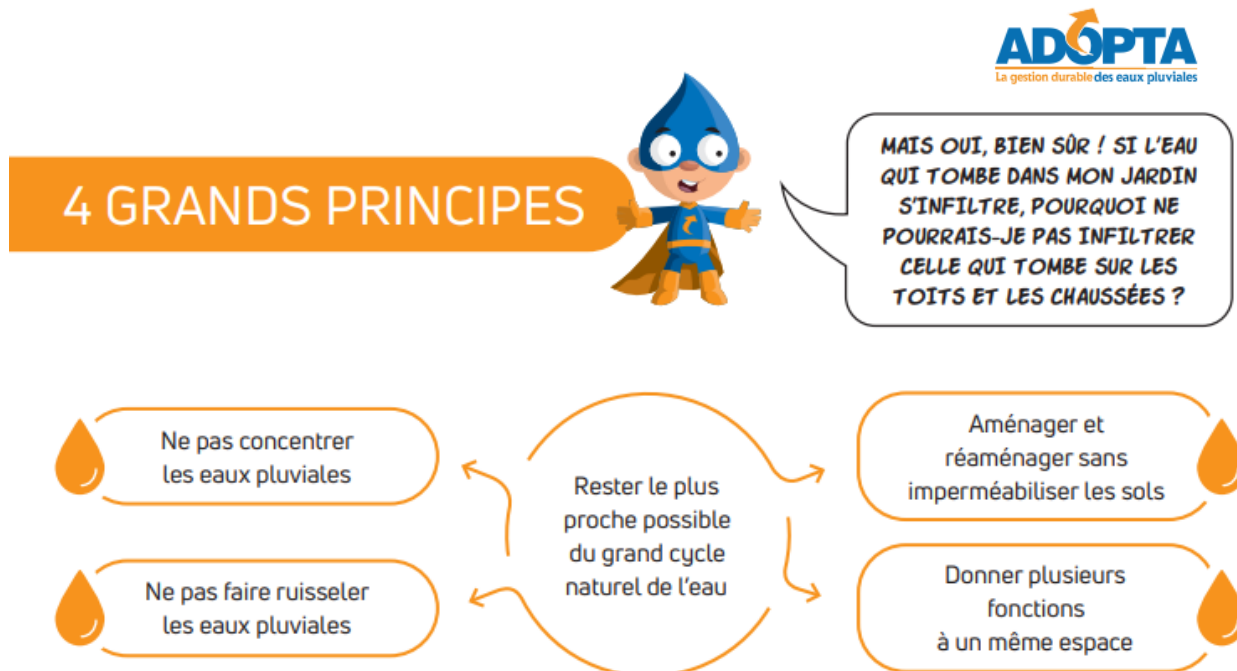 ADOPTA
La gestion durable des eaux pluviales
4 GRANDS PRINCIPES
MAIS OUI, BIEN SÛR ! SI L'EAU
QUI TOMBE DANS MON JARDIN
S'INFILTRE, POURQUOI NE
POURRAIS-JE PAS INFILTRER
CELLE QUI TOMBE SUR LES
TOITS ET LES CHAUSSÉES ?
Ne pas concentrer
les eaux pluviales
Ne pas faire ruisseler
les eaux pluviales
Rester le plus
proche possible
du grand cycle
naturel de l'eau
Aménager et
réaménager sans
imperméabiliser les sols
Donner plusieurs
fonctions
à un même espace